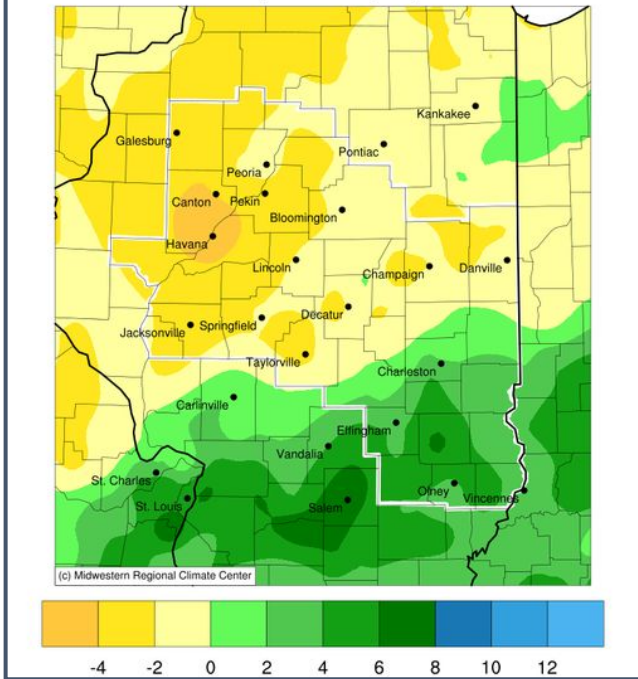 Kankakee
Galesburg
Pontiac
Peoria
Canton
Pekin
Bloomington
Havana
Lincoln
Champaign
Danville
Decatur
Jacksonville
Springfield
Taylorville
Charleston
Carlinville
Effingham
Vandalia
St. Charles
Olney
Vincennes
St. Louis
Salem
(c) Midwestern Regional Climate Center
-4 -2 0 2 4 6 8 10 12